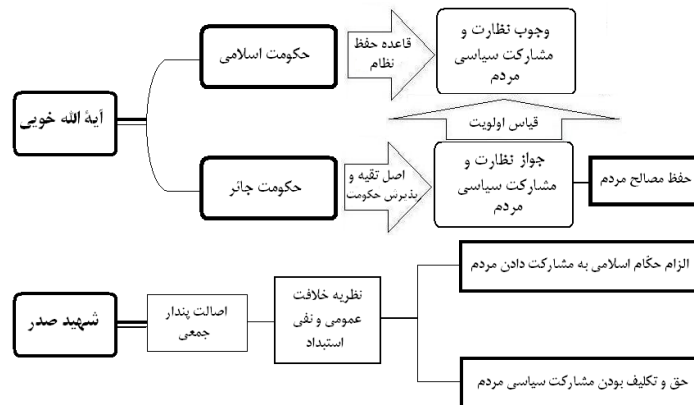 آیة الله خویی
حکومت اسلامی
قاعده حفظ
نظام
وجوب نظارت و
مشارکت سیاسی
مردم
قیاس اولویت
حکومت جائر
اصل تقیه و
پذیرش حکومت
جواز نظارت و
مشارکت سیاسی
مردم
حفظ مصالح مردم
شهید صدر
اصالت پندار
جمعی
نظریه خلافت
عمومی و نفی
استبداد
الزام حکّام اسلامی به مشارکت دادن مردم
حق و تکلیف بودن مشارکت سیاسی مردم